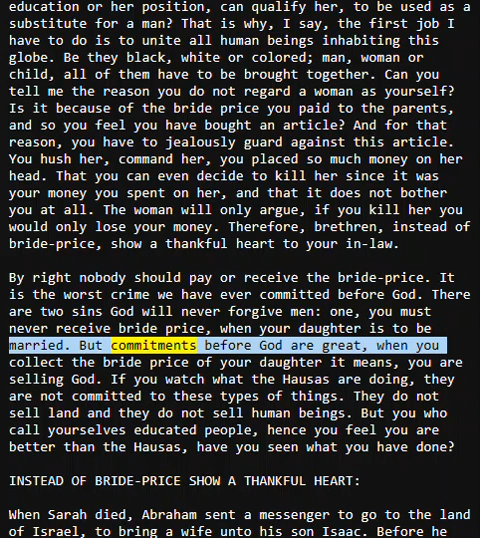 education or her position, can qualify her, to be used as a
substitute for a man? That is why, I say, the first job I
have to do is to unite all human beings inhabiting this
globe. Be they black, white or colored; man, woman or
child, all of them have to be brought together. Can you
tell me the reason you do not regard a woman as yourself?
Is it because of the bride price you paid to the parents,
and so you feel you have bought an article? And for that
reason, you have to jealously guard against this article.
You hush her, command her, you placed so much money on her
head. That you can even decide to kill her since it was
your money you spent on her, and that it does not bother
you at all. The woman will only argue, if you kill her you
would only lose your money. Therefore, brethren, instead of
bride-price, show a thankful heart to your in-law.

By right nobody should pay or receive the bride-price. It
is the worst crime we have ever committed before God. There
are two sins God will never forgive men: one, you must
never receive bride price, when your daughter is to be
married. But commitments before God are great, when you
collect the bride price of your daughter it means, you are
selling God. If you watch what the Hausas are doing, they
are not committed to these types of things. They do not
sell land and they do not sell human beings. But you who
call yourselves educated people, hence you feel you are
better than the Hausas, have you seen what you have done?

INSTEAD OF BRIDE-PRICE SHOW A THANKFUL HEART:

When Sarah died, Abraham sent a messenger to go to the land
of Israel, to bring a wife unto his son Isaac. Before he